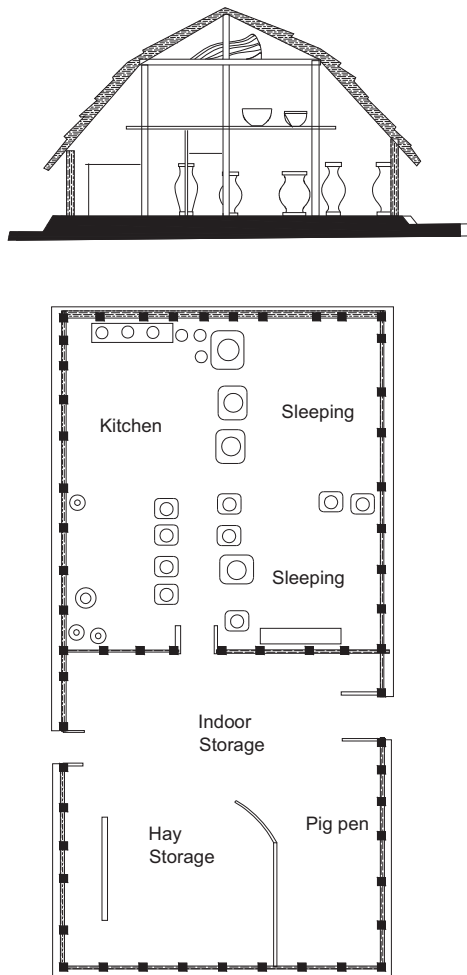 Kitchen
Sleeping
Sleeping
Indoor
Storage
Hay
Storage
Pig pen